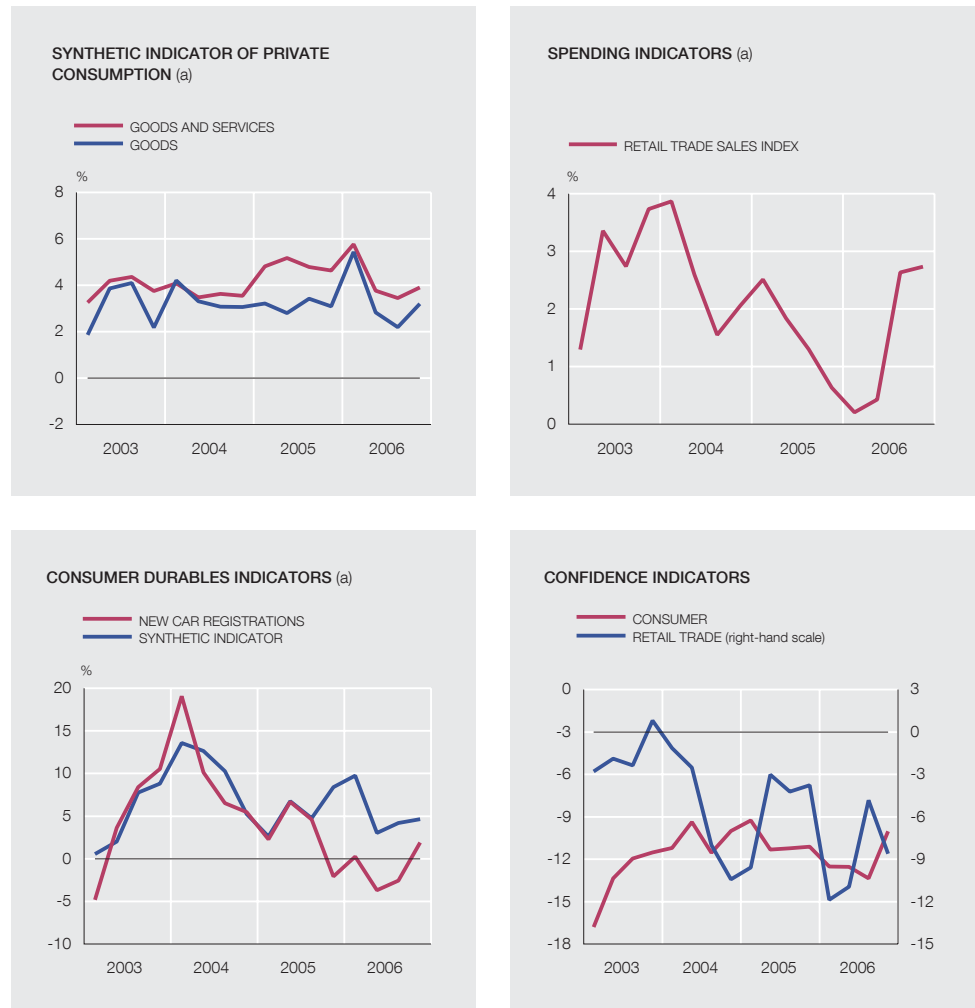 SYNTHETIC INDICATOR OF PRIVATE
CONSUMPTION (a)
GOODS AND SERVICES
GOODS
%
8
6
4
2
0
-2
2003 2004 2005 2006
SPENDING INDICATORS (a)
RETAIL TRADE SALES INDEX
%
4
3
2
1
0
2003 2004 2005 2006
CONSUMER DURABLES INDICATORS (a)
NEW CAR REGISTRATIONS
SYNTHETIC INDICATOR
%
20
15
10
5
0
-5
-10
2003 2004 2005 2006
CONFIDENCE INDICATORS
CONSUMER
RETAIL TRADE (right-hand scale)
0 3
-3 0
-6 -3
-9 -6
-12 -9
-15 -12
-18 -15
2003 2004 2005 2006